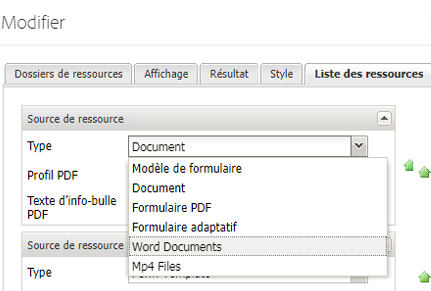 Modifier
Dossiers de ressources Affichage Résultat Style Liste des ressources
Source de ressource
Type Document
Modèle de formulaire
Profil PDF
Document
Texte d'info-bulle PDF
Formulaire PDF
Formulaire adaptatif
Source de ressource
Word Documents
Type
Mp4 Files